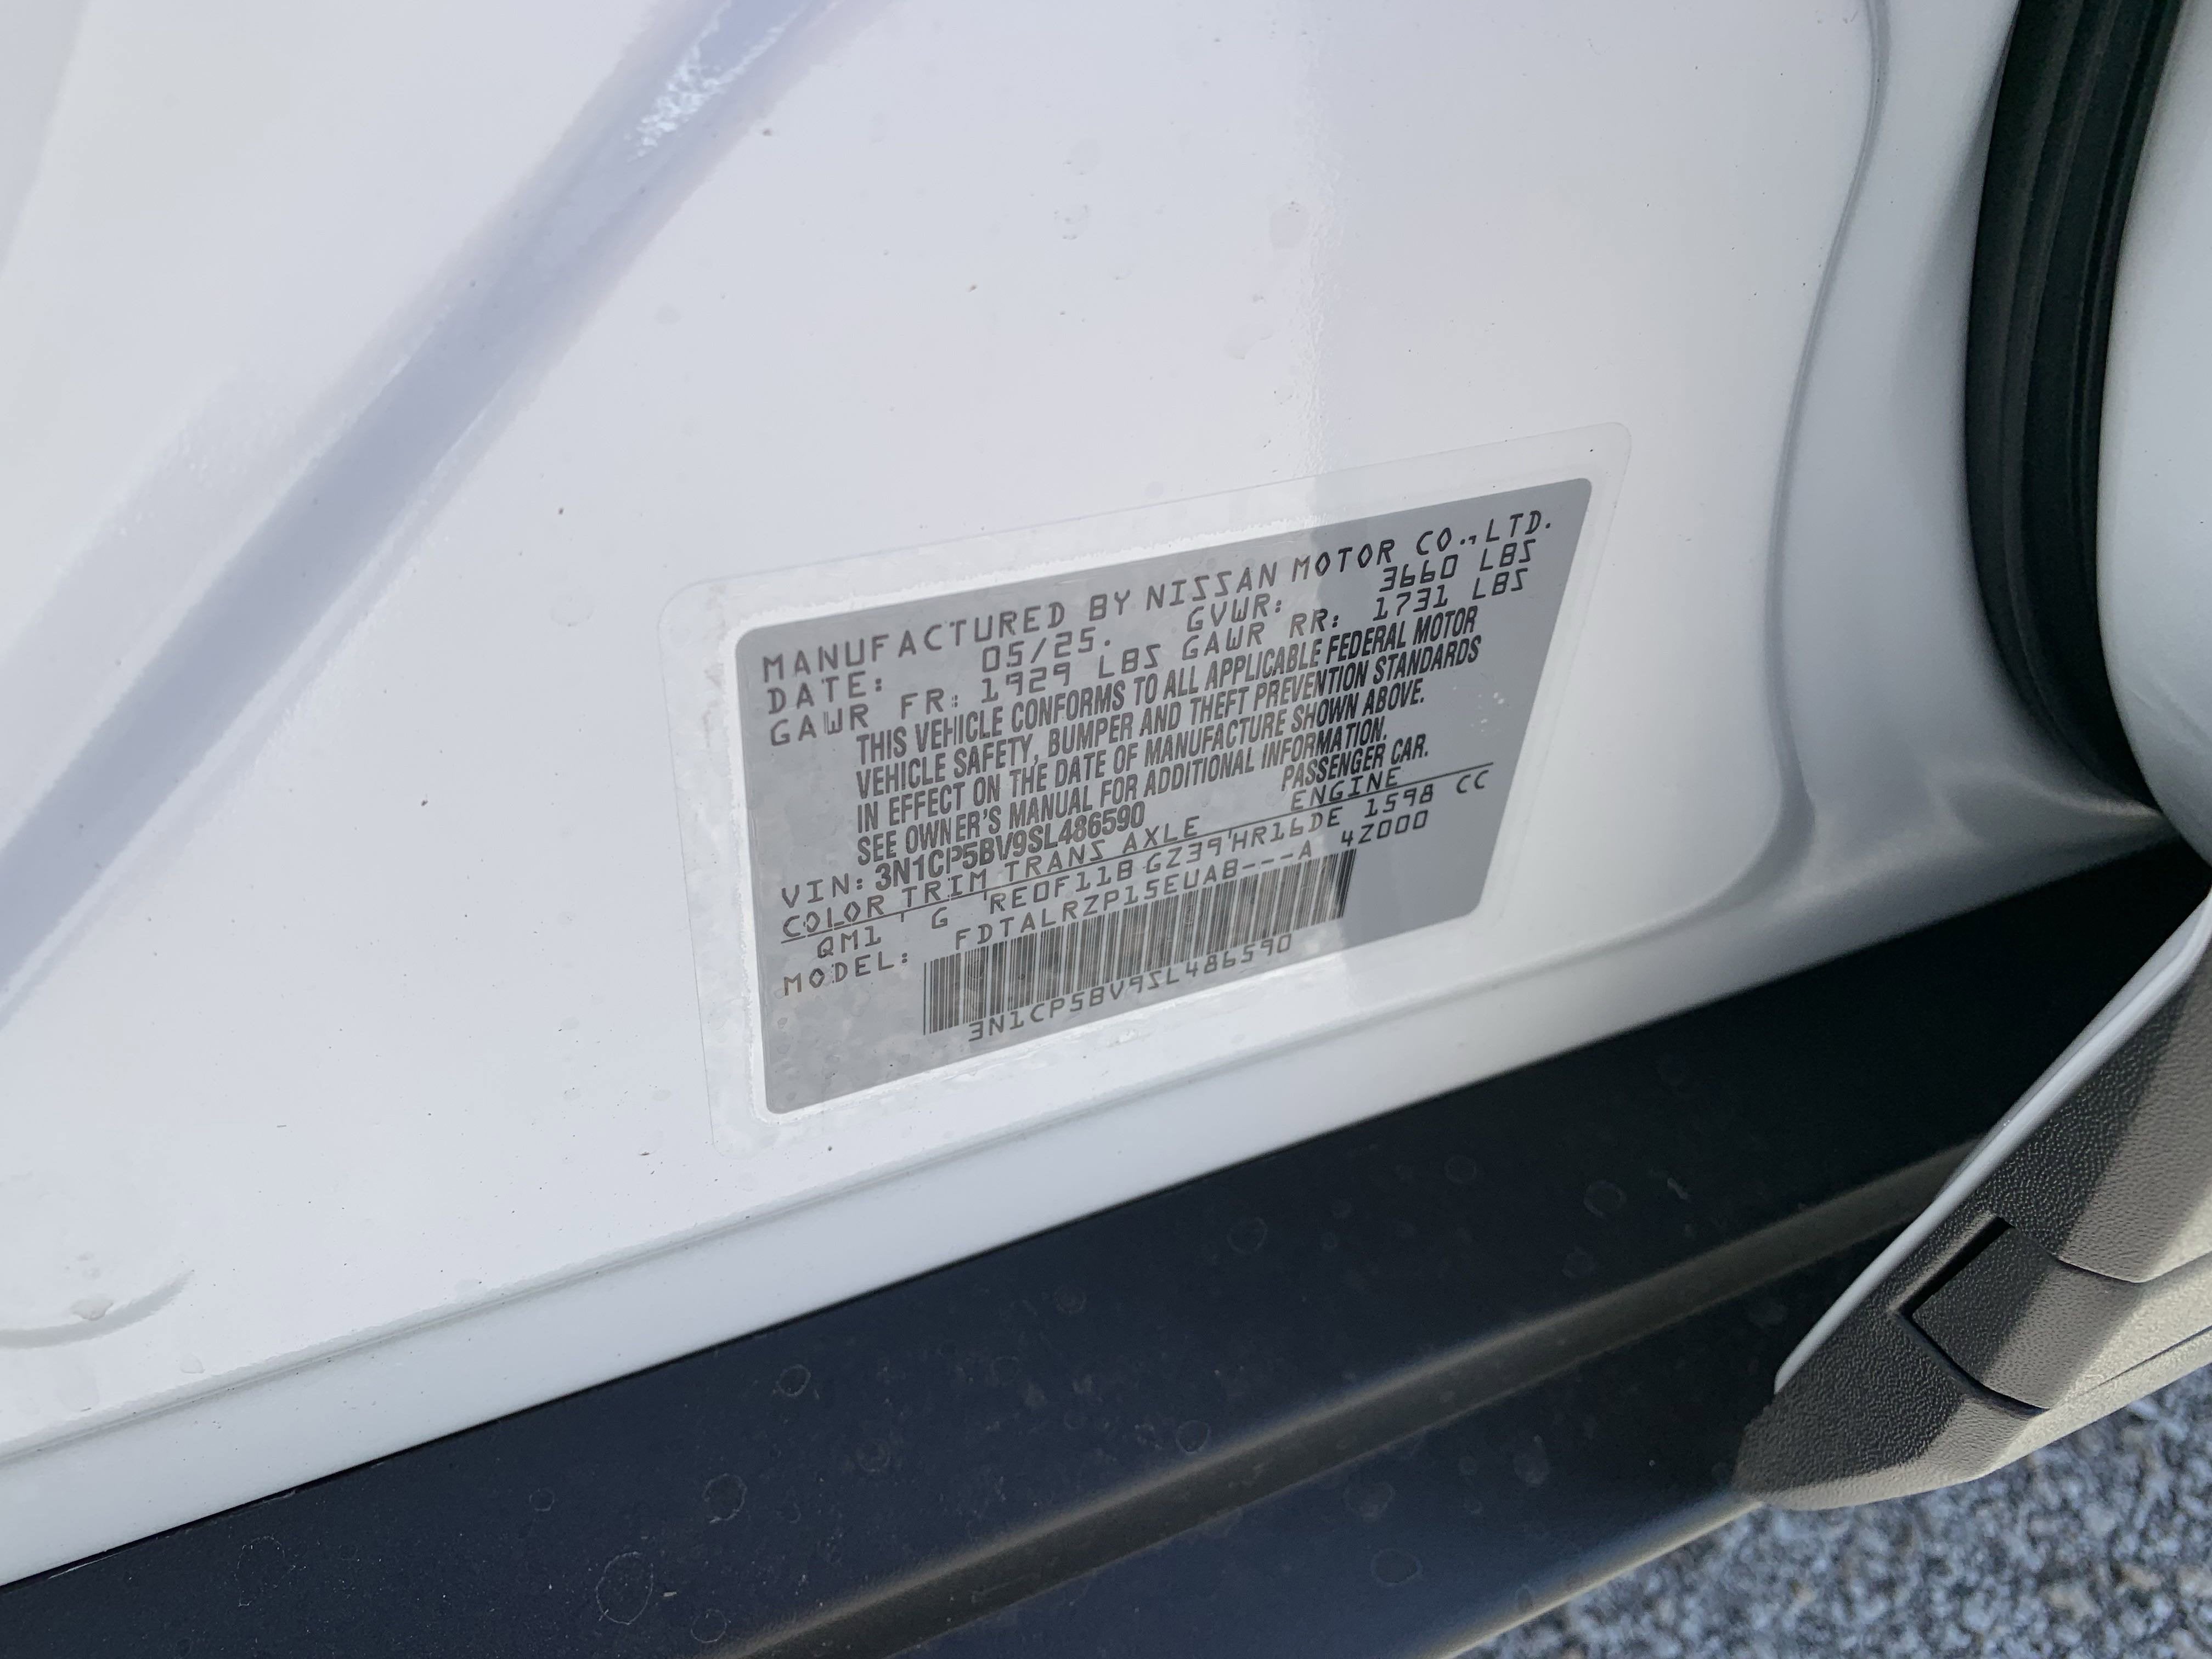 MANUFACTURED BY NISSAN MOTOR CO.,LTD.
DATE: 05/25. GVWR: 3660 LBS
GAWR FR: 1929 LBS GAWR RR: 1731 LBS
THIS VEHICLE CONFORMS TO ALL APPLICABLE FEDERAL MOTOR
VEHICLE SAFETY, BUMPER AND THEFT PREVENTION STANDARDS
IN EFFECT ON THE DATE OF MANUFACTURE SHOWN ABOVE.
SEE OWNER'S MANUAL FOR ADDITIONAL INFORMATION.
VIN: 3N1CP5BV9SL486590 PASSENGER CAR.
COLOR TRIM TRANS AXLE ENGINE
QM1 G RE0F11B GZ39 HR16DE 1598 CC
MODEL: FDTALRZP15EUAB---A 4Z000
3N1CP5BV9SL486590